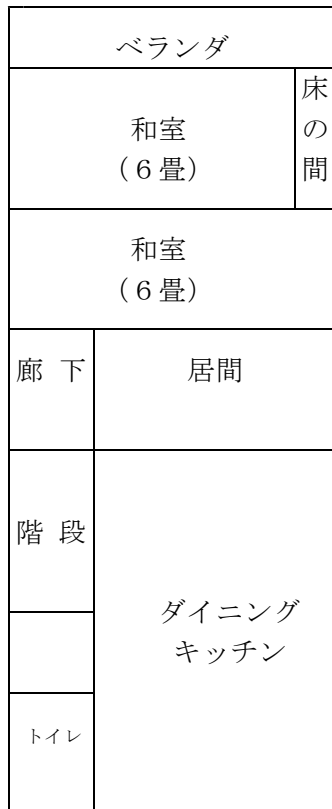 ベランダ
和室
（６畳）
床の間
和室
（６畳）
廊下
居間
階段
ダイニング
キッチン
トイレ